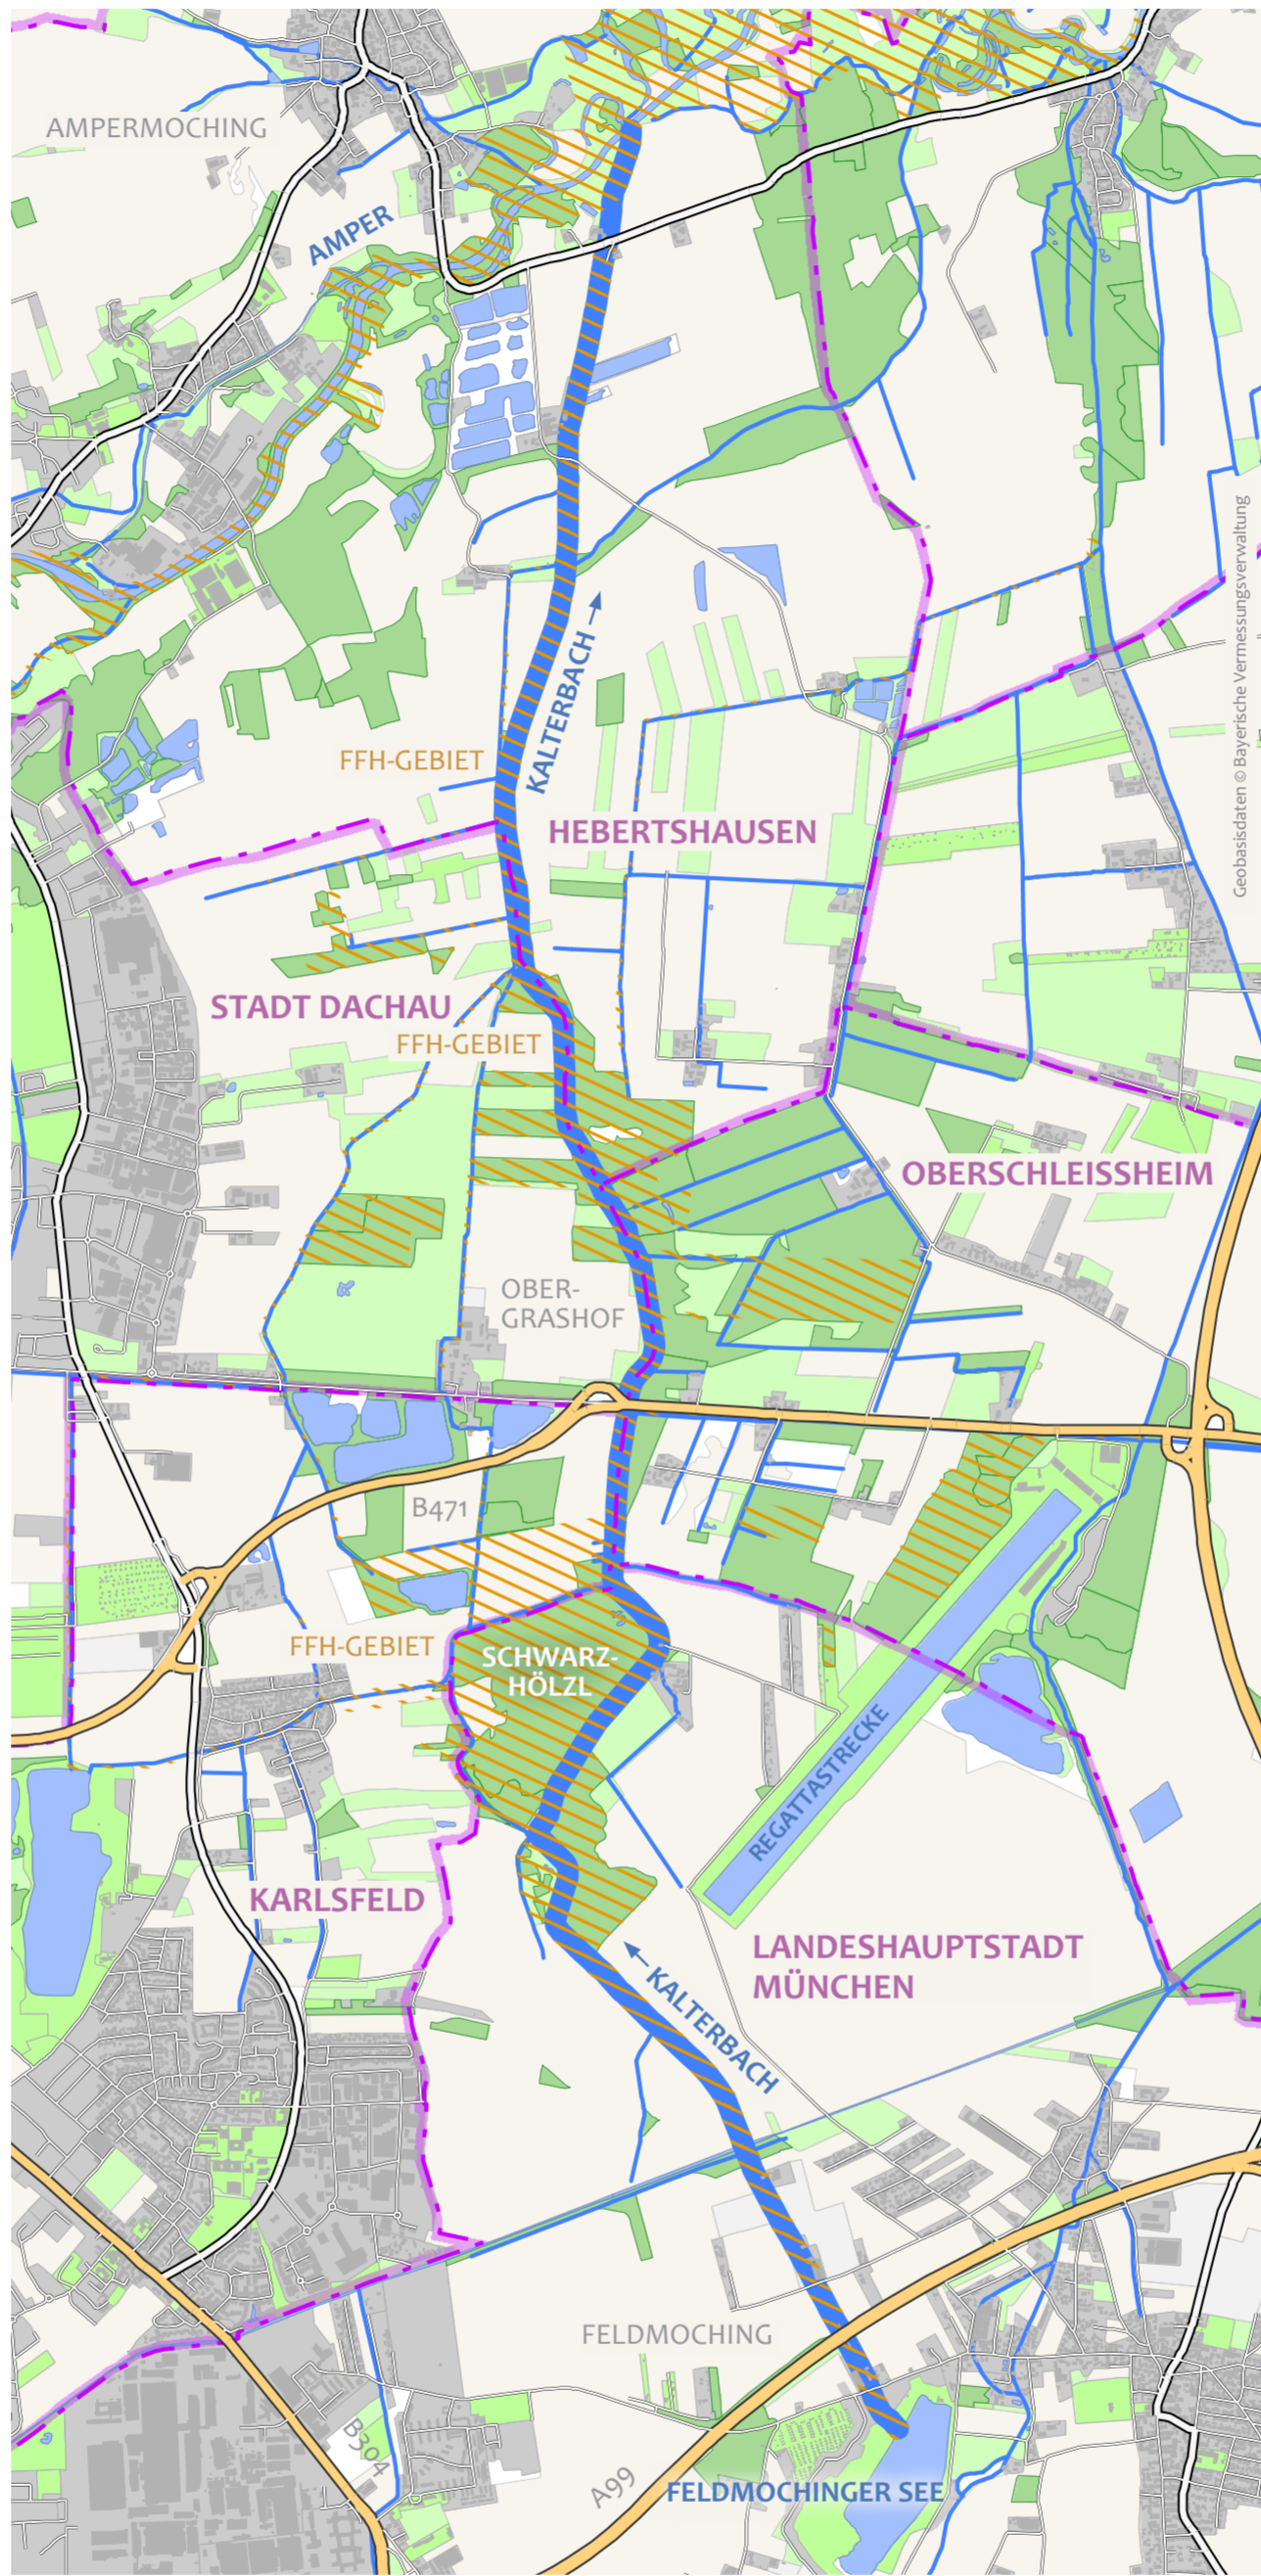 AMPERMOCHING
AMPER
Geobasisdaten © Bayerische Vermessungsverwaltung
KALTERBACH
FFH-GEBIET
HEBERTSHAUSEN
STADT DACHAU
FFH-GEBIET
OBERSCHLEISSHEIM
OBER-
GRASHOF
B471
FFH-GEBIET
SCHWARZ-
HÖLZL
REGATTASTRECKE
KARLSFELD
LANDESHAUPTSTADT
MÜNCHEN
KALTERBACH
FELDMOCHING
B304
A99
FELDMOCHINGER SEE